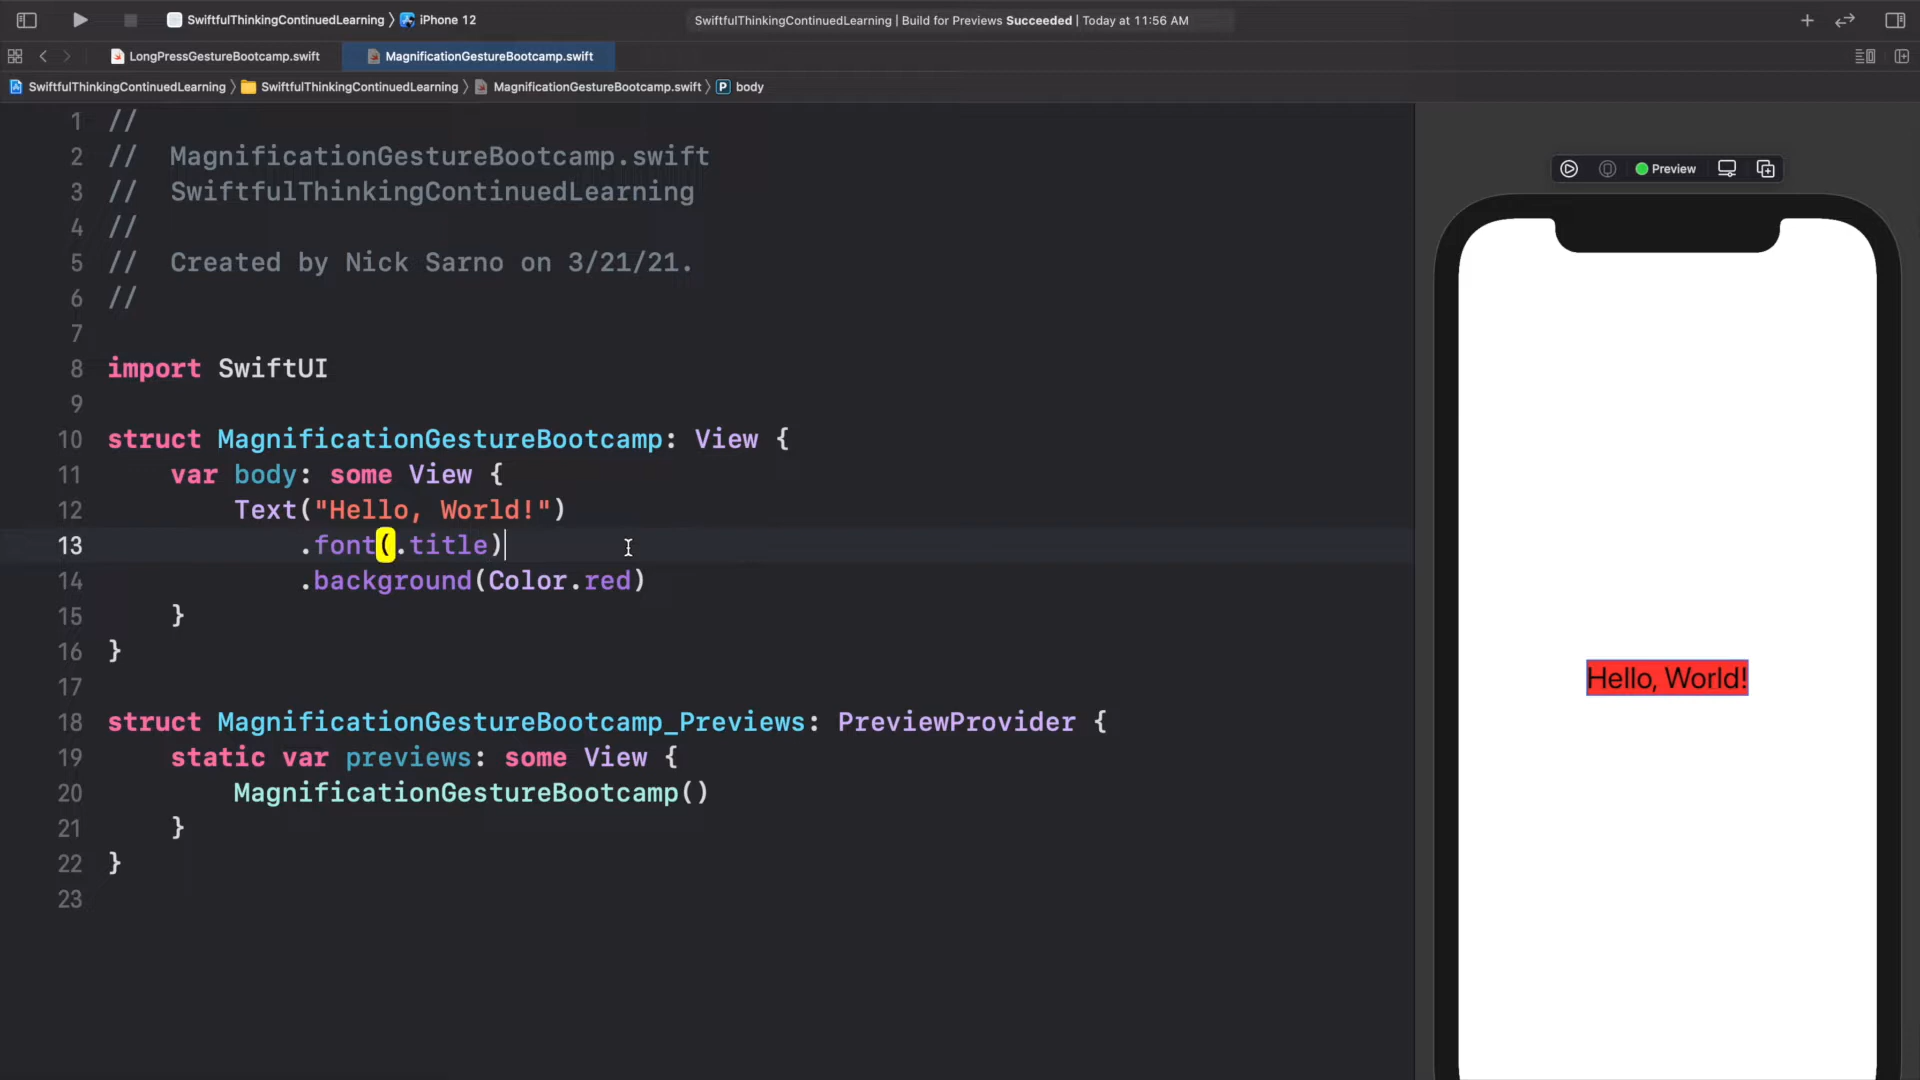 SwiftfulThinkingContinuedLearning 〉 iPhone 12
SwiftfulThinkingContinuedLearning | Build for Previews Succeeded | Today at 11:56 AM
LongPressGestureBootcamp.swift
MagnificationGestureBootcamp.swift
SwiftfulThinkingContinuedLearning 〉 SwiftfulThinkingContinuedLearning 〉 MagnificationGestureBootcamp.swift 〉 P body
1 //
2 //  MagnificationGestureBootcamp.swift
3 //  SwiftfulThinkingContinuedLearning
4 //
5 //  Created by Nick Sarno on 3/21/21.
6 //
7
8 import SwiftUI
9
10 struct MagnificationGestureBootcamp: View {
11     var body: some View {
12         Text("Hello, World!")
13             .font(.title)
14             .background(Color.red)
15     }
16 }
17
18 struct MagnificationGestureBootcamp_Previews: PreviewProvider {
19     static var previews: some View {
20         MagnificationGestureBootcamp()
21     }
22 }
23
Preview
Hello, World!